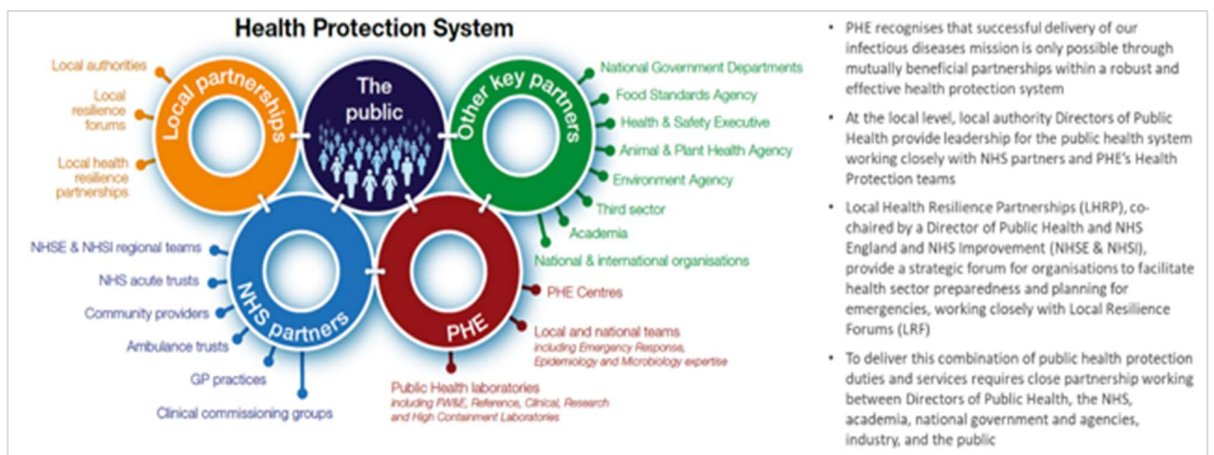 Health Protection System
Local partnerships
Local authorities
Local
resilience
forums
Local health
resilience
partnerships
The
public
Other key partners
National Government Departments
Food Standards Agency
Health & Safety Executive
Animal & Plant Health Agency
Environment Agency
Third sector
Academia
National & international organisations
NHS partners
NHSE & NHSI regional teams
NHS acute trusts
Community providers
Ambulance trusts
GP practices
Clinical commissioning groups
PHE
PHE Centres
Local and national teams
including Emergency Response,
Epidemiology and Microbiology expertise
Public Health laboratories
including FW&E, Reference, Clinical, Research
and High Containment Laboratories
• PHE recognises that successful delivery of our
infectious diseases mission is only possible through
mutually beneficial partnerships within a robust and
effective health protection system
• At the local level, local authority Directors of Public
Health provide leadership for the public health system
working closely with NHS partners and PHE's Health
Protection teams
• Local Health Resilience Partnerships (LHRP), co-
chaired by a Director of Public Health and NHS
England and NHS Improvement (NHSE & NHSI),
provide a strategic forum for organisations to facilitate
health sector preparedness and planning for
emergencies, working closely with Local Resilience
Forums (LRF)
• To deliver this combination of public health protection
duties and services requires close partnership working
between Directors of Public Health, the NHS,
academia, national government and agencies,
industry, and the public